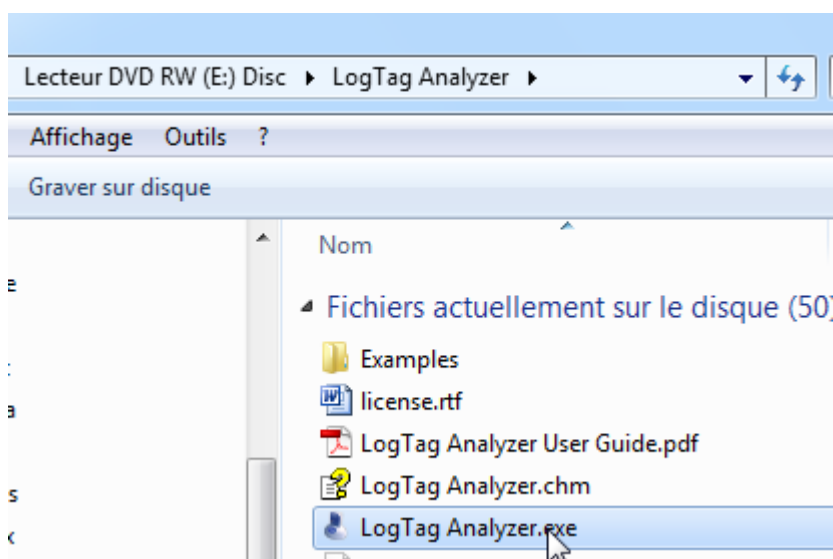 Lecteur DVD RW (E:) Disc ▸ LogTag Analyzer ▸
Affichage Outils ?
Graver sur disque
Nom
Fichiers actuellement sur le disque (50)
Examples
license.rtf
LogTag Analyzer User Guide.pdf
LogTag Analyzer.chm
LogTag Analyzer.exe